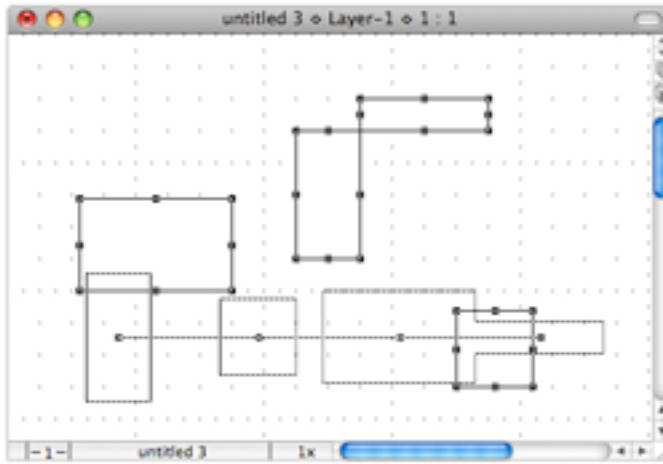 untitled 3 ⋄ Layer-1 ⋄ 1 : 1
-1- untitled 3 1x